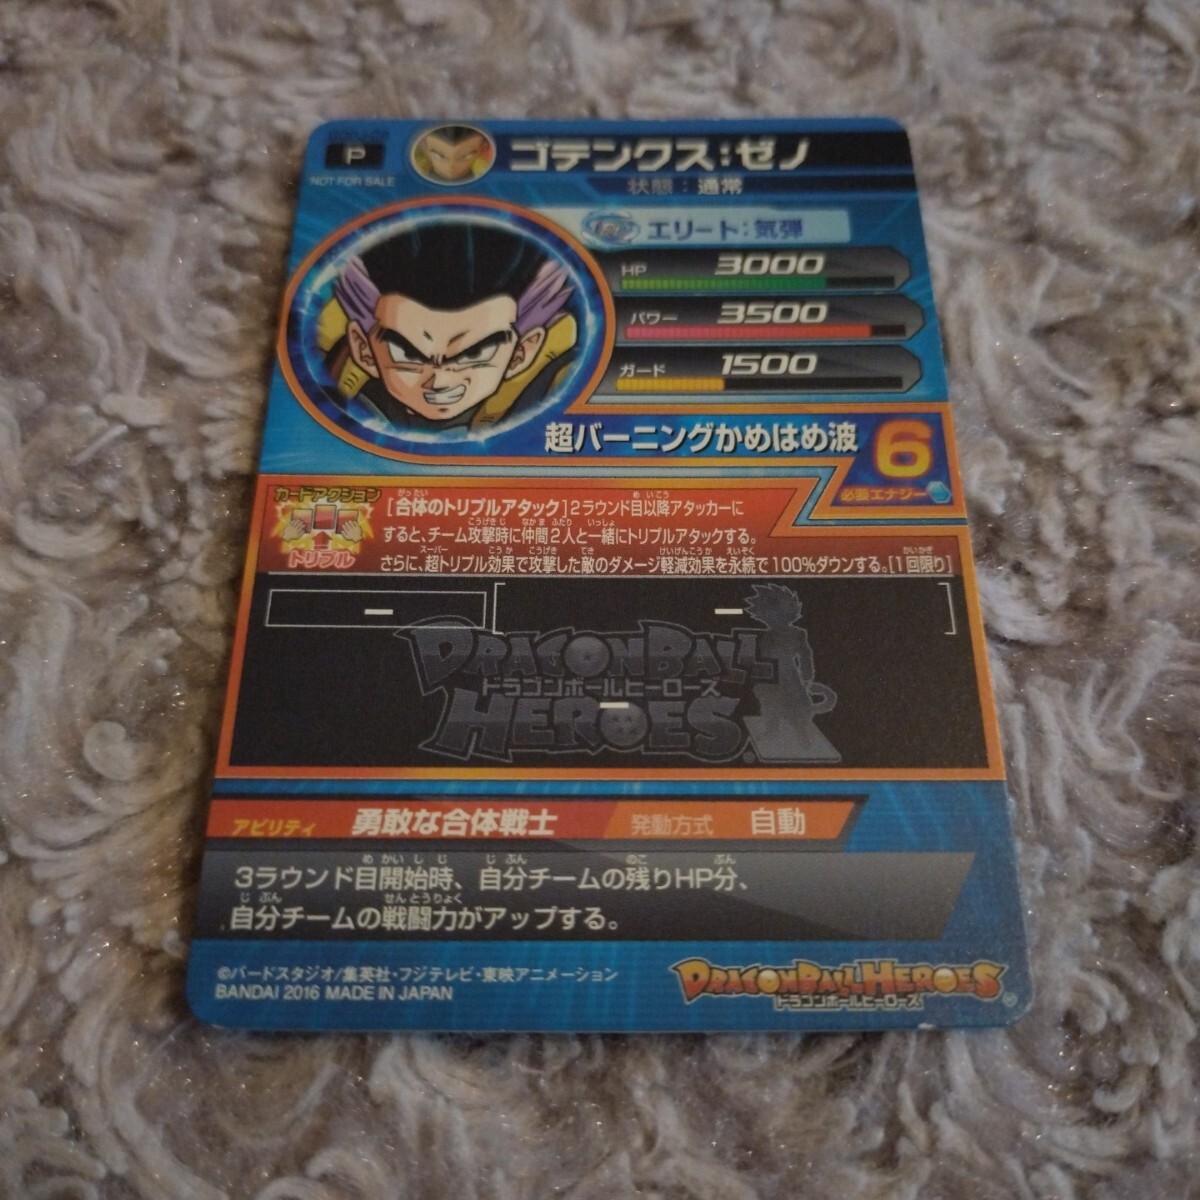 P
NOT FOR SALE
ゴテンクス:ゼノ
状態:通常
エリート:気弾
HP 3000
パワー 3500
ガード 1500
超バーニングかめはめ波 6
必要エナジー
カードアクション
トリプル
[合体のトリプルアタック]2ラウンド目以降アタッカーに
すると、チーム攻撃時に仲間2人と一緒にトリプルアタックする。
さらに、超トリプル効果で攻撃した敵のダメージ軽減効果を永続で100%ダウンする。[1回限り]
ー
ー
DRAGONBALL
ドラゴンボールヒーローズ
ー
HEROES
アビリティ 勇敢な合体戦士 発動方式 自動
3ラウンド目開始時、自分チームの残りHP分、
自分チームの戦闘力がアップする。
©バードスタジオ/集英社・フジテレビ・東映アニメーション
BANDAI 2016 MADE IN JAPAN
DRAGONBALL HEROES
ドラゴンボールヒーローズ